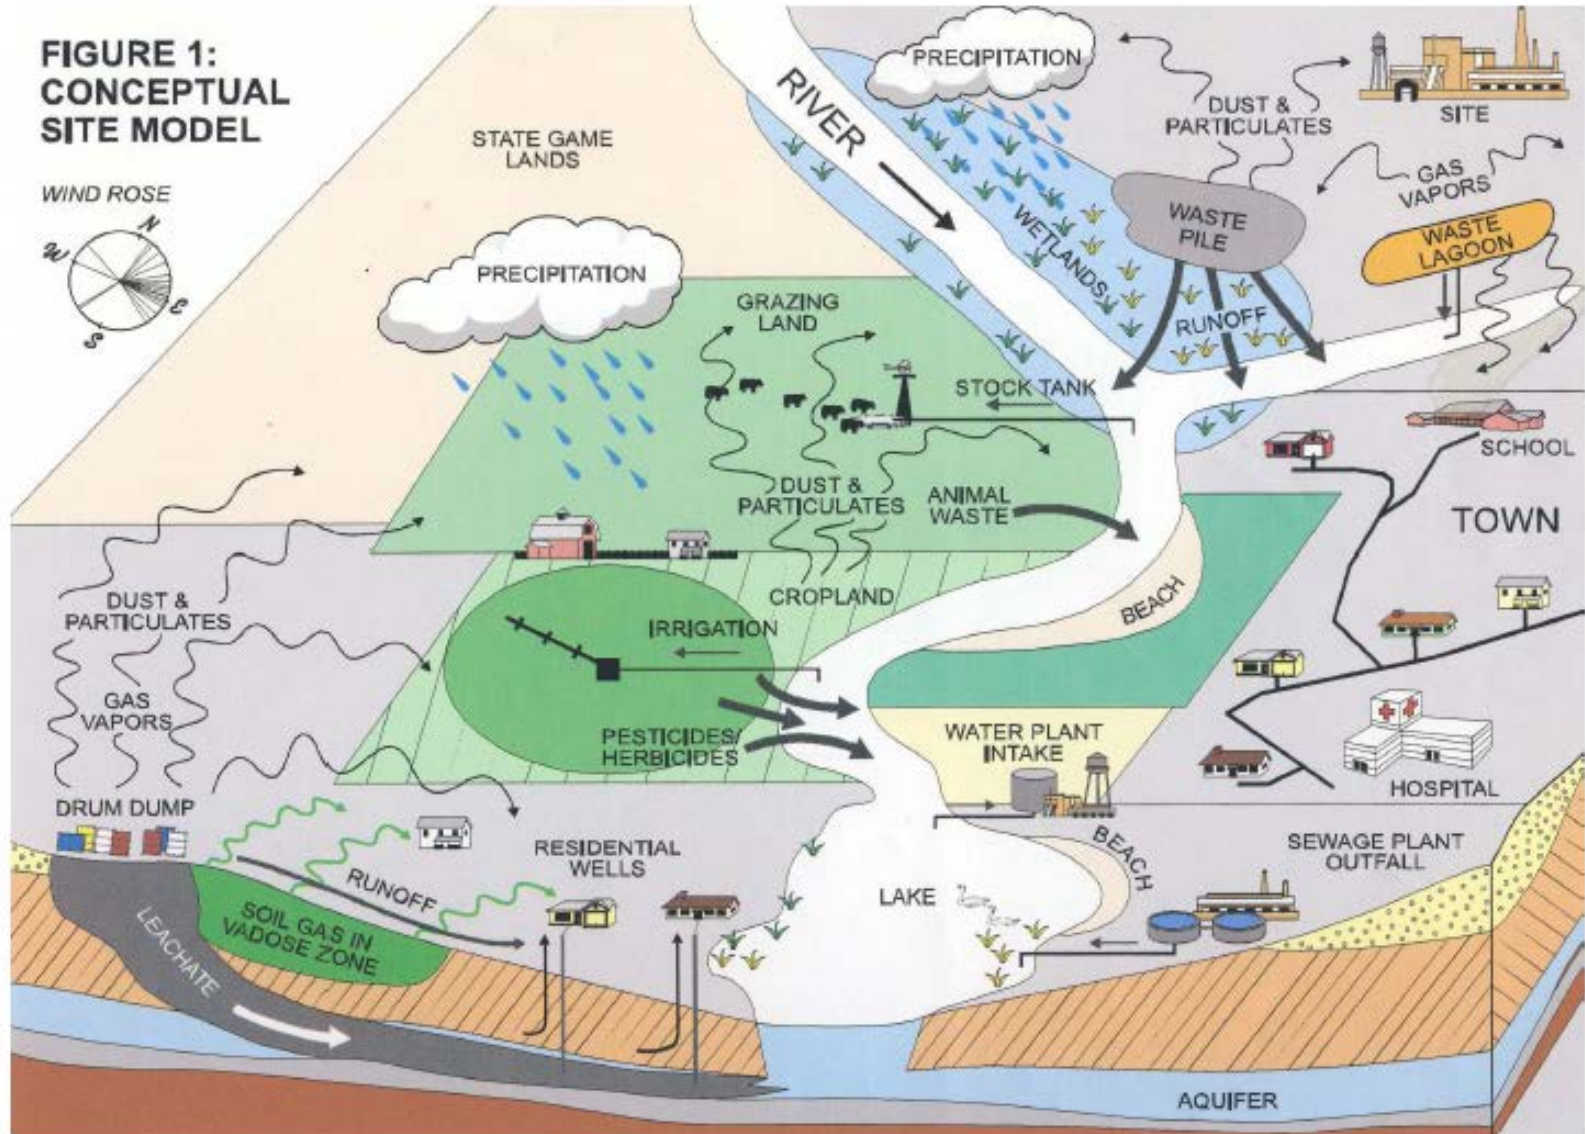 FIGURE 1:
CONCEPTUAL
SITE MODEL
WIND ROSE
N
W
E
S
STATE GAME
LANDS
PRECIPITATION
RIVER
PRECIPITATION
WETLANDS
DUST &
PARTICULATES
SITE
GAS
VAPORS
WASTE
PILE
WASTE
LAGOON
RUNOFF
GRAZING
LAND
STOCK TANK
DUST &
PARTICULATES
ANIMAL
WASTE
SCHOOL
TOWN
CROPLAND
BEACH
IRRIGATION
PESTICIDES/
HERBICIDES
DUST &
PARTICULATES
GAS
VAPORS
DRUM DUMP
WATER PLANT
INTAKE
HOSPITAL
RESIDENTIAL
WELLS
RUNOFF
SOIL GAS IN
VADOSE ZONE
LEACHATE
LAKE
BEACH
SEWAGE PLANT
OUTFALL
AQUIFER